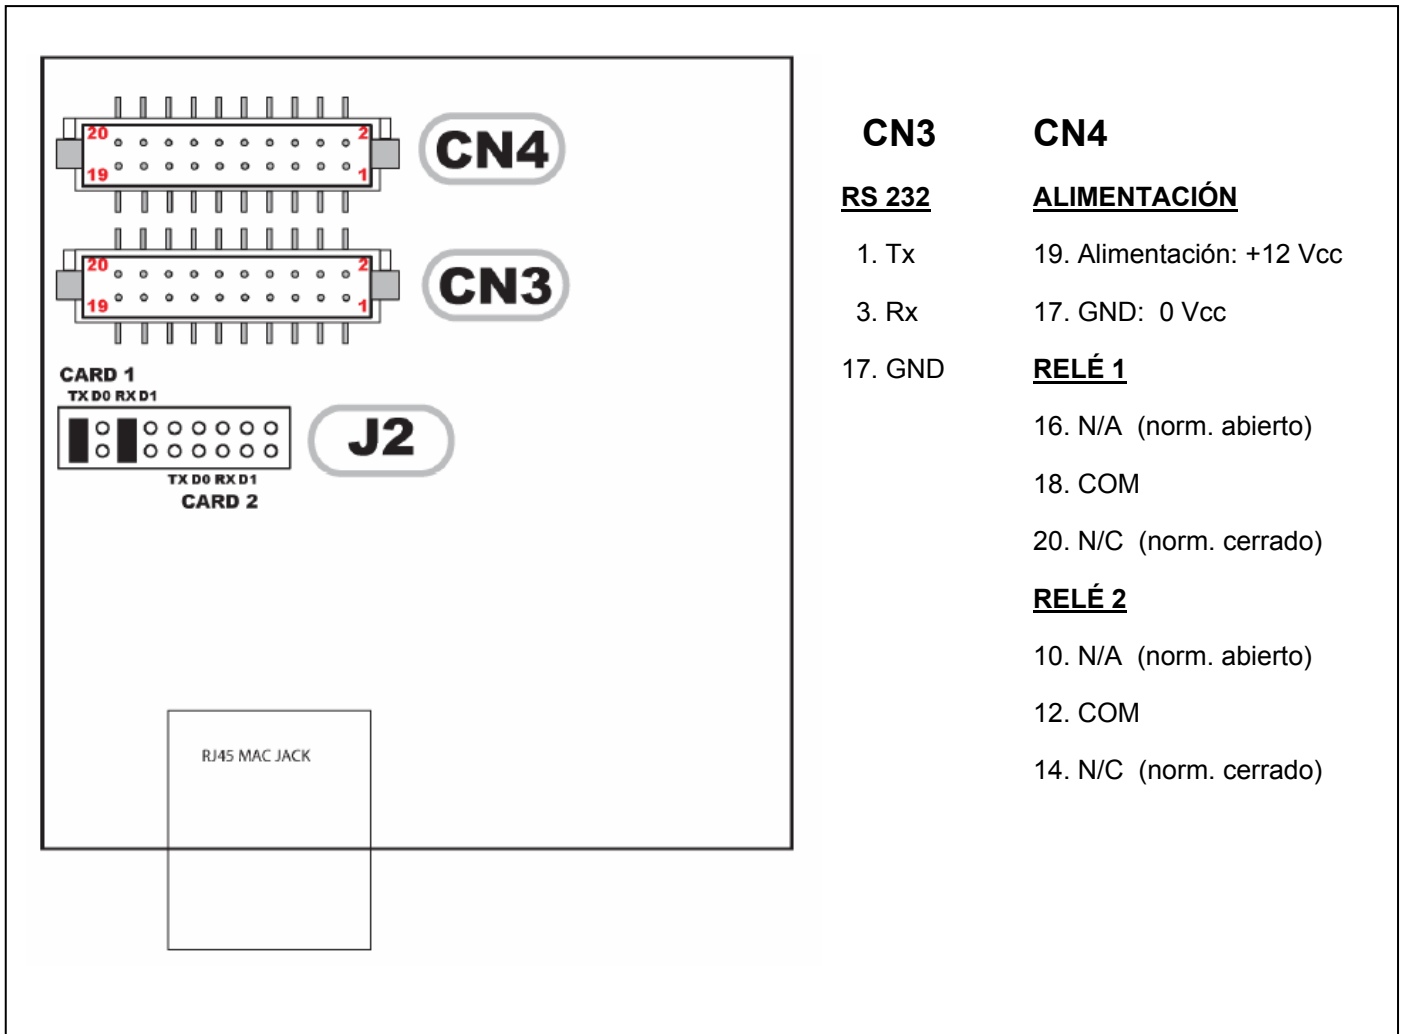 20
2
19
1
CN4
20
2
19
1
CN3
CARD 1
TX D0 RX D1
J2
TX D0 RX D1
CARD 2
RJ45 MAC JACK
CN3
RS 232
1. Tx
3. Rx
17. GND
CN4
ALIMENTACIÓN
19. Alimentación: +12 Vcc
17. GND: 0 Vcc
RELÉ 1
16. N/A (norm. abierto)
18. COM
20. N/C (norm. cerrado)
RELÉ 2
10. N/A (norm. abierto)
12. COM
14. N/C (norm. cerrado)